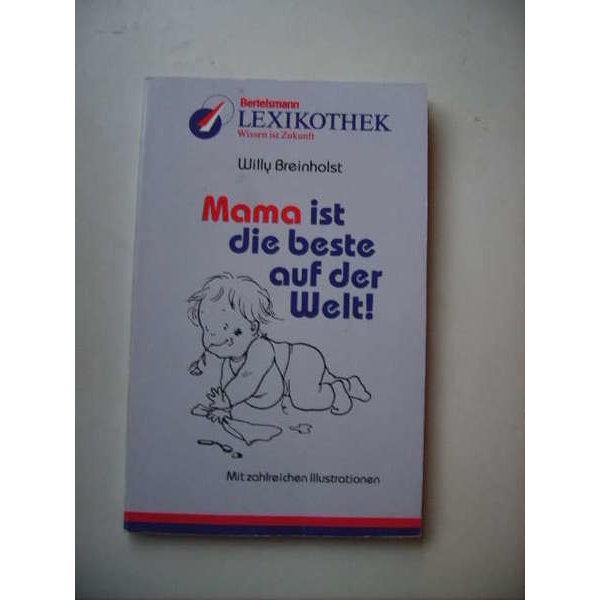 Bertelsmann
LEXIKOTHEK
Wissen ist Zukunft
Willy Breinholst
Mama ist
die beste
auf der
Welt!
Mit zahlreichen Illustrationen